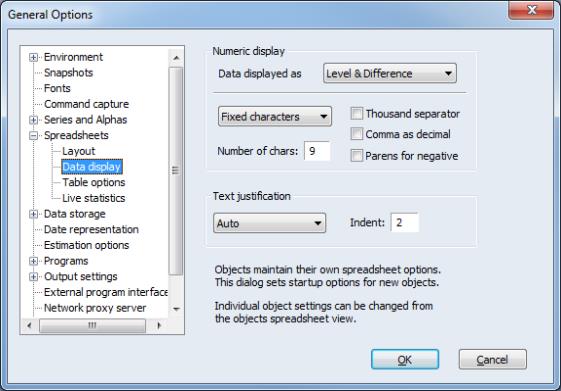 General Options
Environment
Snapshots
Fonts
Command capture
Series and Alphas
Spreadsheets
Layout
Data display
Table options
Live statistics
Data storage
Date representation
Estimation options
Programs
Output settings
External program interface
Network proxy server
Numeric display
Data displayed as
Level & Difference
Fixed characters
Number of chars: 9
Thousand separator
Comma as decimal
Parens for negative
Text justification
Auto
Indent: 2
Objects maintain their own spreadsheet options.
This dialog sets startup options for new objects.
Individual object settings can be changed from
the objects spreadsheet view.
OK
Cancel